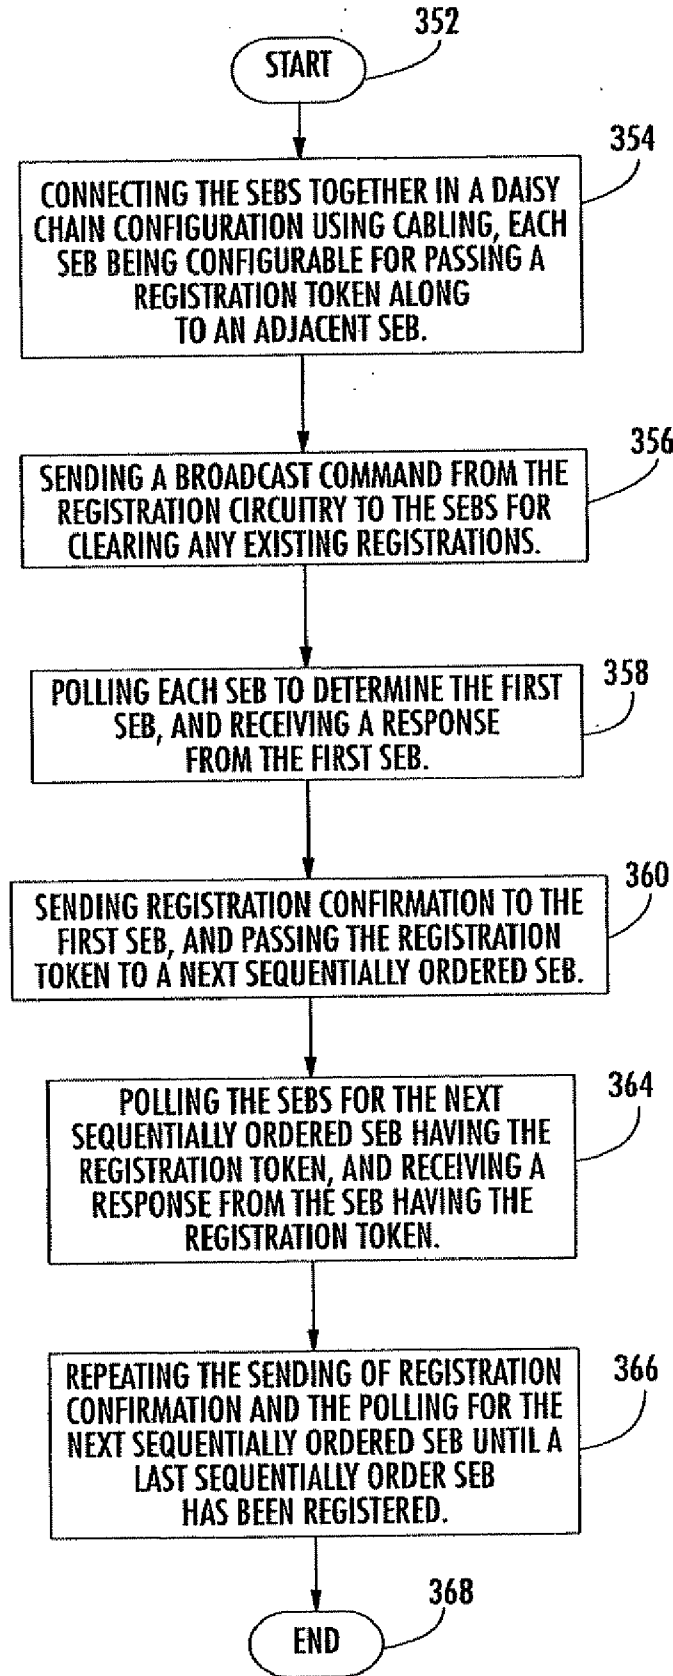 352
START
354
CONNECTING THE SEBS TOGETHER IN A DAISY
CHAIN CONFIGURATION USING CABLING, EACH
SEB BEING CONFIGURABLE FOR PASSING A
REGISTRATION TOKEN ALONG
TO AN ADJACENT SEB.
356
SENDING A BROADCAST COMMAND FROM THE
REGISTRATION CIRCUITRY TO THE SEBS FOR
CLEARING ANY EXISTING REGISTRATIONS.
358
POLLING EACH SEB TO DETERMINE THE FIRST
SEB, AND RECEIVING A RESPONSE
FROM THE FIRST SEB.
360
SENDING REGISTRATION CONFIRMATION TO THE
FIRST SEB, AND PASSING THE REGISTRATION
TOKEN TO A NEXT SEQUENTIALLY ORDERED SEB.
364
POLLING THE SEBS FOR THE NEXT
SEQUENTIALLY ORDERED SEB HAVING THE
REGISTRATION TOKEN, AND RECEIVING A
RESPONSE FROM THE SEB HAVING THE
REGISTRATION TOKEN.
366
REPEATING THE SENDING OF REGISTRATION
CONFIRMATION AND THE POLLING FOR THE
NEXT SEQUENTIALLY ORDERED SEB UNTIL A
LAST SEQUENTIALLY ORDER SEB
HAS BEEN REGISTERED.
368
END